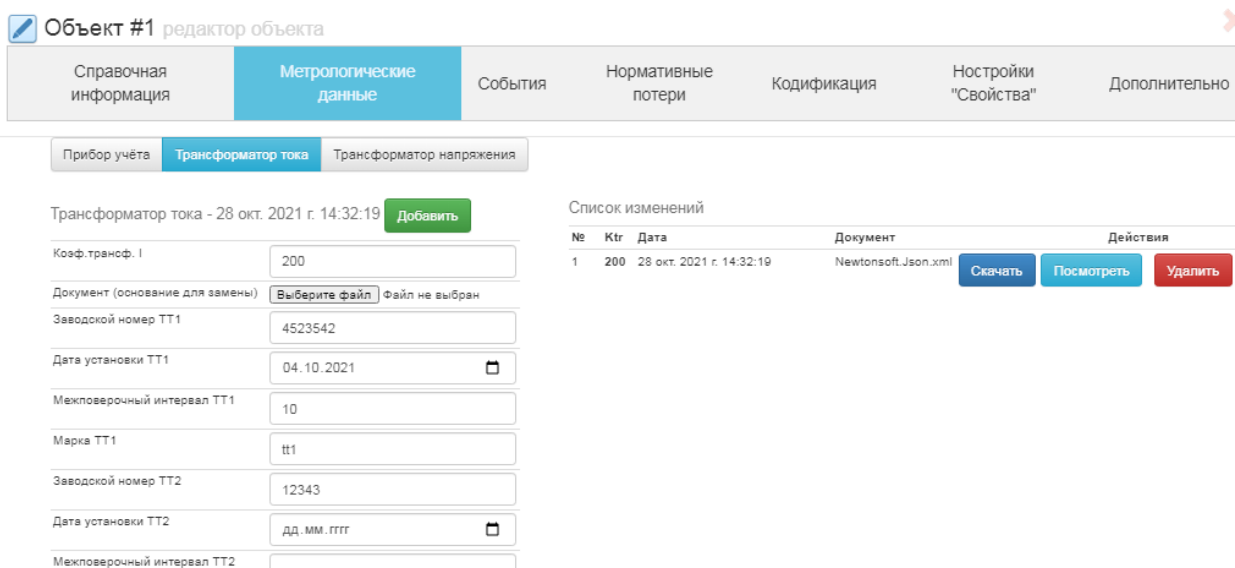 Объект #1 редактор объекта
Справочная информация
Метрологические данные
События
Нормативные потери
Кодификация
Ностройки "Свойства"
Дополнительно
Прибор учёта
Трансформатор тока
Трансформатор напряжения
Трансформатор тока - 28 окт. 2021 г. 14:32:19 Добавить
Коэф.трансф. I 200
Документ (основание для замены) Выберите файл Файл не выбран
Заводской номер ТТ1 4523542
Дата установки ТТ1 04.10.2021
Межповерочный интервал ТТ1 10
Марка ТТ1 tt1
Заводской номер ТТ2 12343
Дата установки ТТ2 дд.мм.гггг
Межповерочный интервал ТТ2
Список изменений
№ Ktr Дата Документ Действия
1 200 28 окт. 2021 г. 14:32:19 Newtonsoft.Json.xml Скачать Посмотреть Удалить